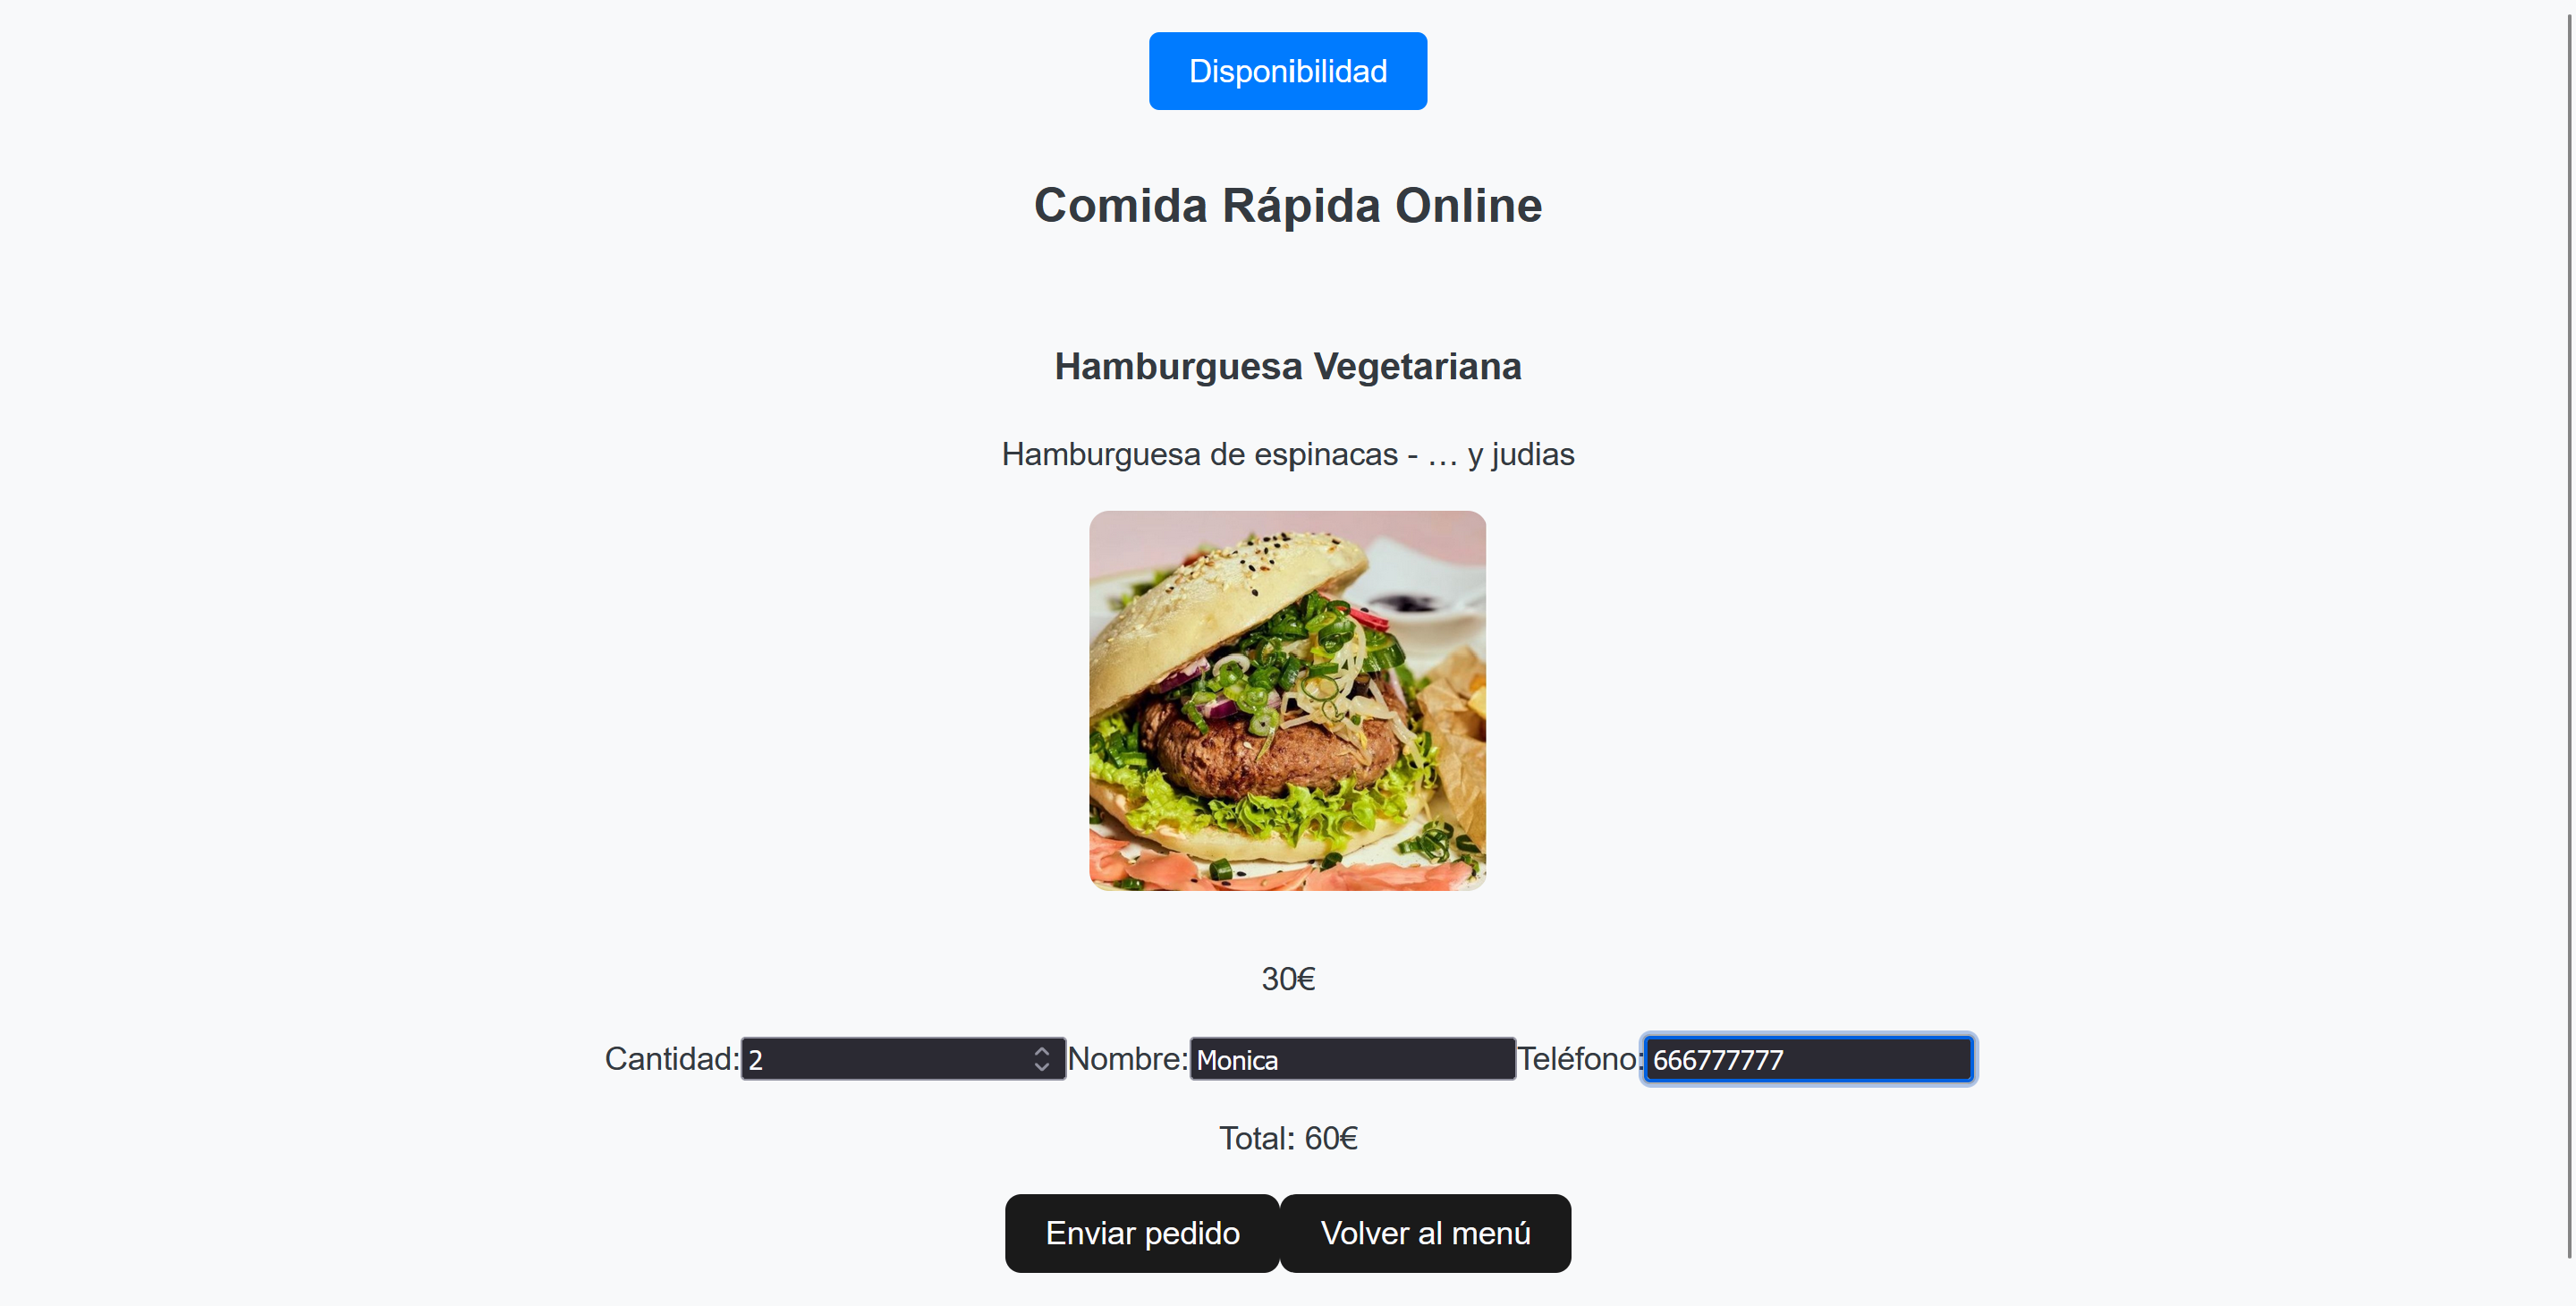 Disponibilidad
Comida Rápida Online
Hamburguesa Vegetariana
Hamburguesa de espinacas - … y judias
30€
Cantidad: 2 Nombre: Monica Teléfono: 666777777
Total: 60€
Enviar pedido Volver al menú